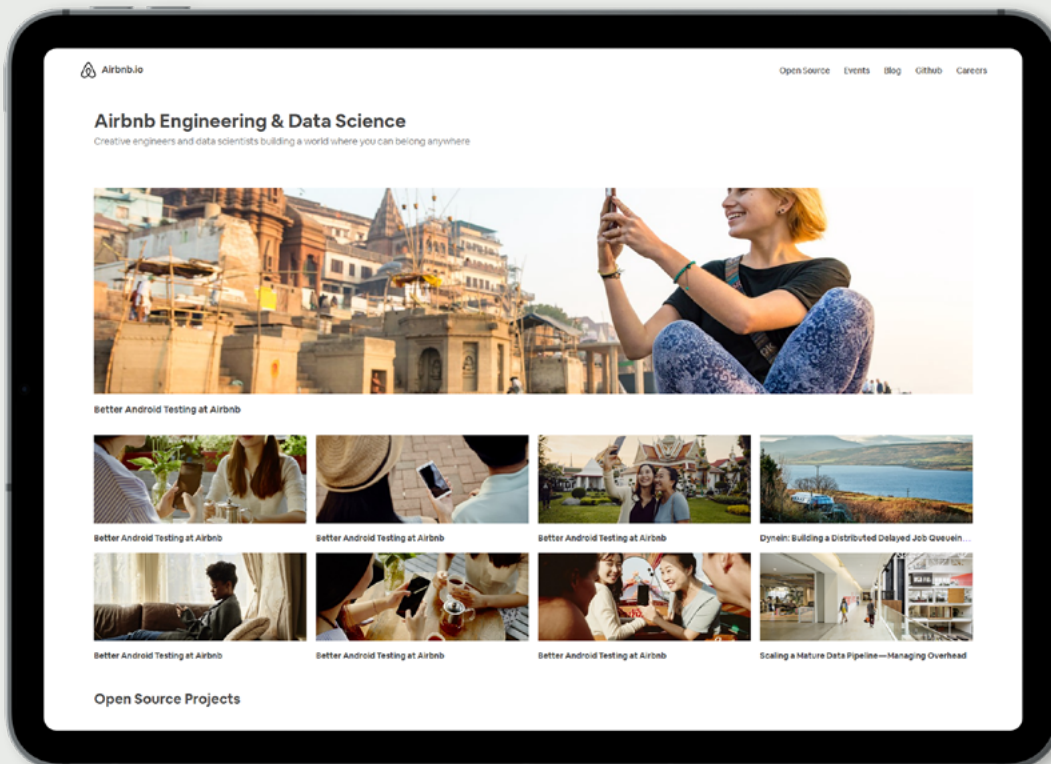 Airbnb.io
Open Source Events Blog Github Careers
Airbnb Engineering & Data Science
Creative engineers and data scientists building a world where you can belong anywhere
Better Android Testing at Airbnb
Better Android Testing at Airbnb
Better Android Testing at Airbnb
Better Android Testing at Airbnb
Dynein: Building a Distributed Delayed Job Queuein...
Better Android Testing at Airbnb
Better Android Testing at Airbnb
Better Android Testing at Airbnb
Scaling a Mature Data Pipeline—Managing Overhead
Open Source Projects